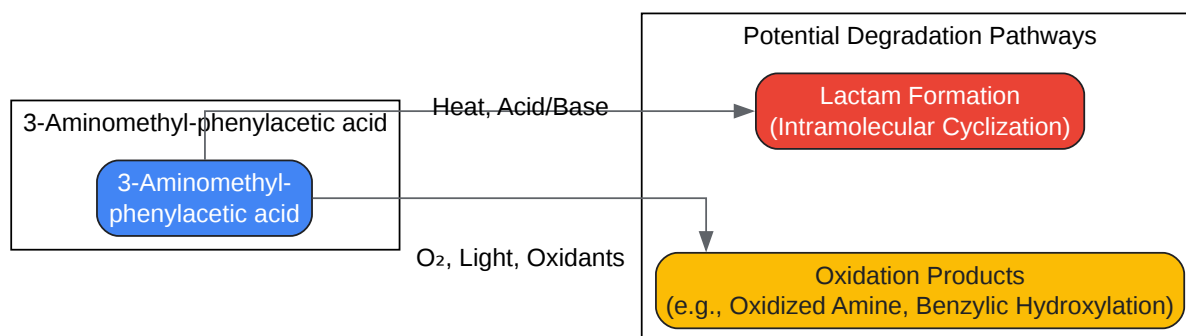 Potential Degradation Pathways
3-Aminomethyl-phenylacetic acid
Heat, Acid/Base
Lactam Formation
(Intramolecular Cyclization)
3-Aminomethyl-
phenylacetic acid
O₂, Light, Oxidants
Oxidation Products
(e.g., Oxidized Amine, Benzylic Hydroxylation)